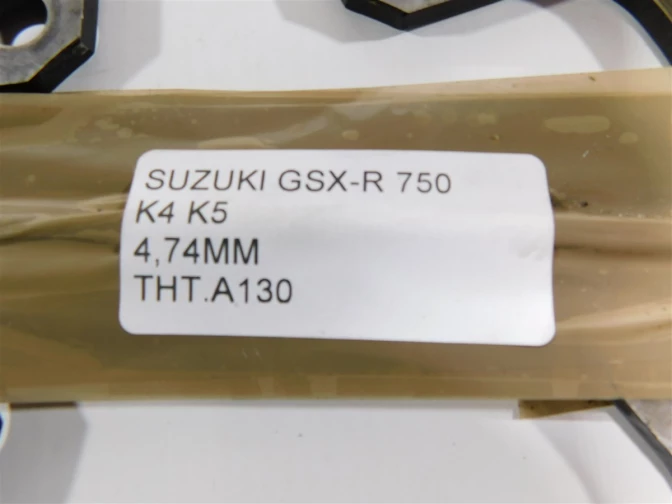 SUZUKI GSX-R 750
K4 K5
4,74MM
THT.A130